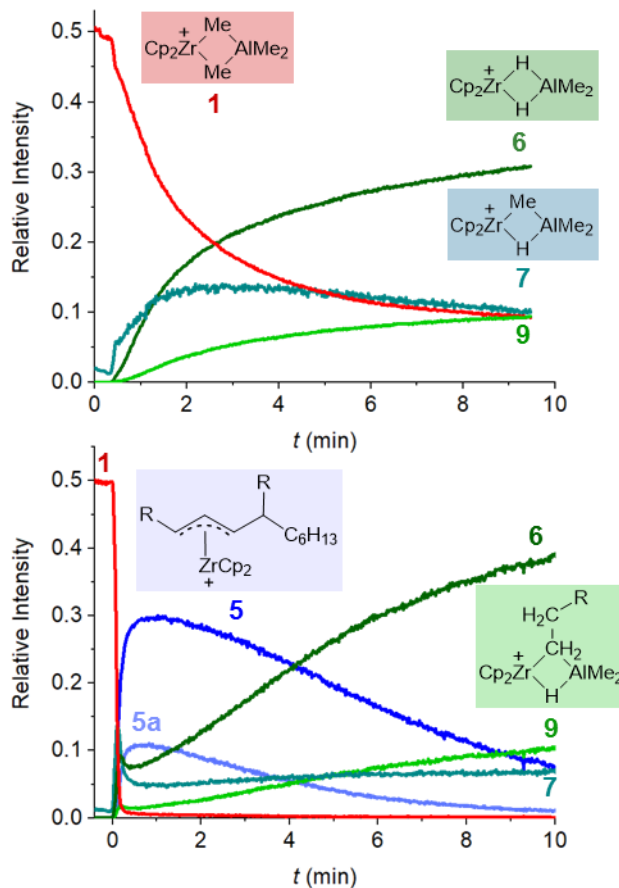 0.5
0.4
0.3
0.2
0.1
0.0
Relative Intensity
+
Me
Cp₂Zr
AlMe₂
Me
1
H
+
Cp₂Zr
AlMe₂
H
6
+
Me
Cp₂Zr
AlMe₂
H
7
9
0 2 4 6 8 10
t (min)
1
0.5
0.4
0.3
0.2
0.1
0.0
Relative Intensity
R
R
C₆H₁₃
ZrCp₂
+
5
5a
6
R
H₂C
CH₂
+
Cp₂Zr
AlMe₂
H
9
7
0 2 4 6 8 10
t (min)